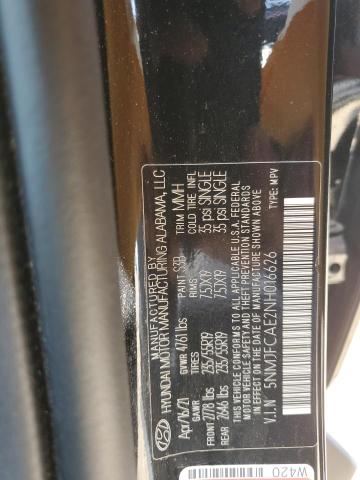 HYUNDAI MOTOR MANUFACTURING ALABAMA, LLC
Apr/16/21 GVWR 4761 lbs PAINT S3B TRIM MMH
GAWR TIRES RIMS COLD TIRE INFL
FRONT 2778 lbs 235/55R19 7.5JX19 35 PSI SINGLE
REAR 2646 lbs 235/55R19 7.5JX19 35 PSI SINGLE
THIS VEHICLE CONFORMS TO ALL APPLICABLE U.S.A. FEDERAL
MOTOR VEHICLE SAFETY, BUMPER, AND THEFT PREVENTION STANDARDS
IN EFFECT ON THE DATE OF MANUFACTURE SHOWN ABOVE.
V.I.N : 5NMJFCAE2NH016626 TYPE: MPV
W420